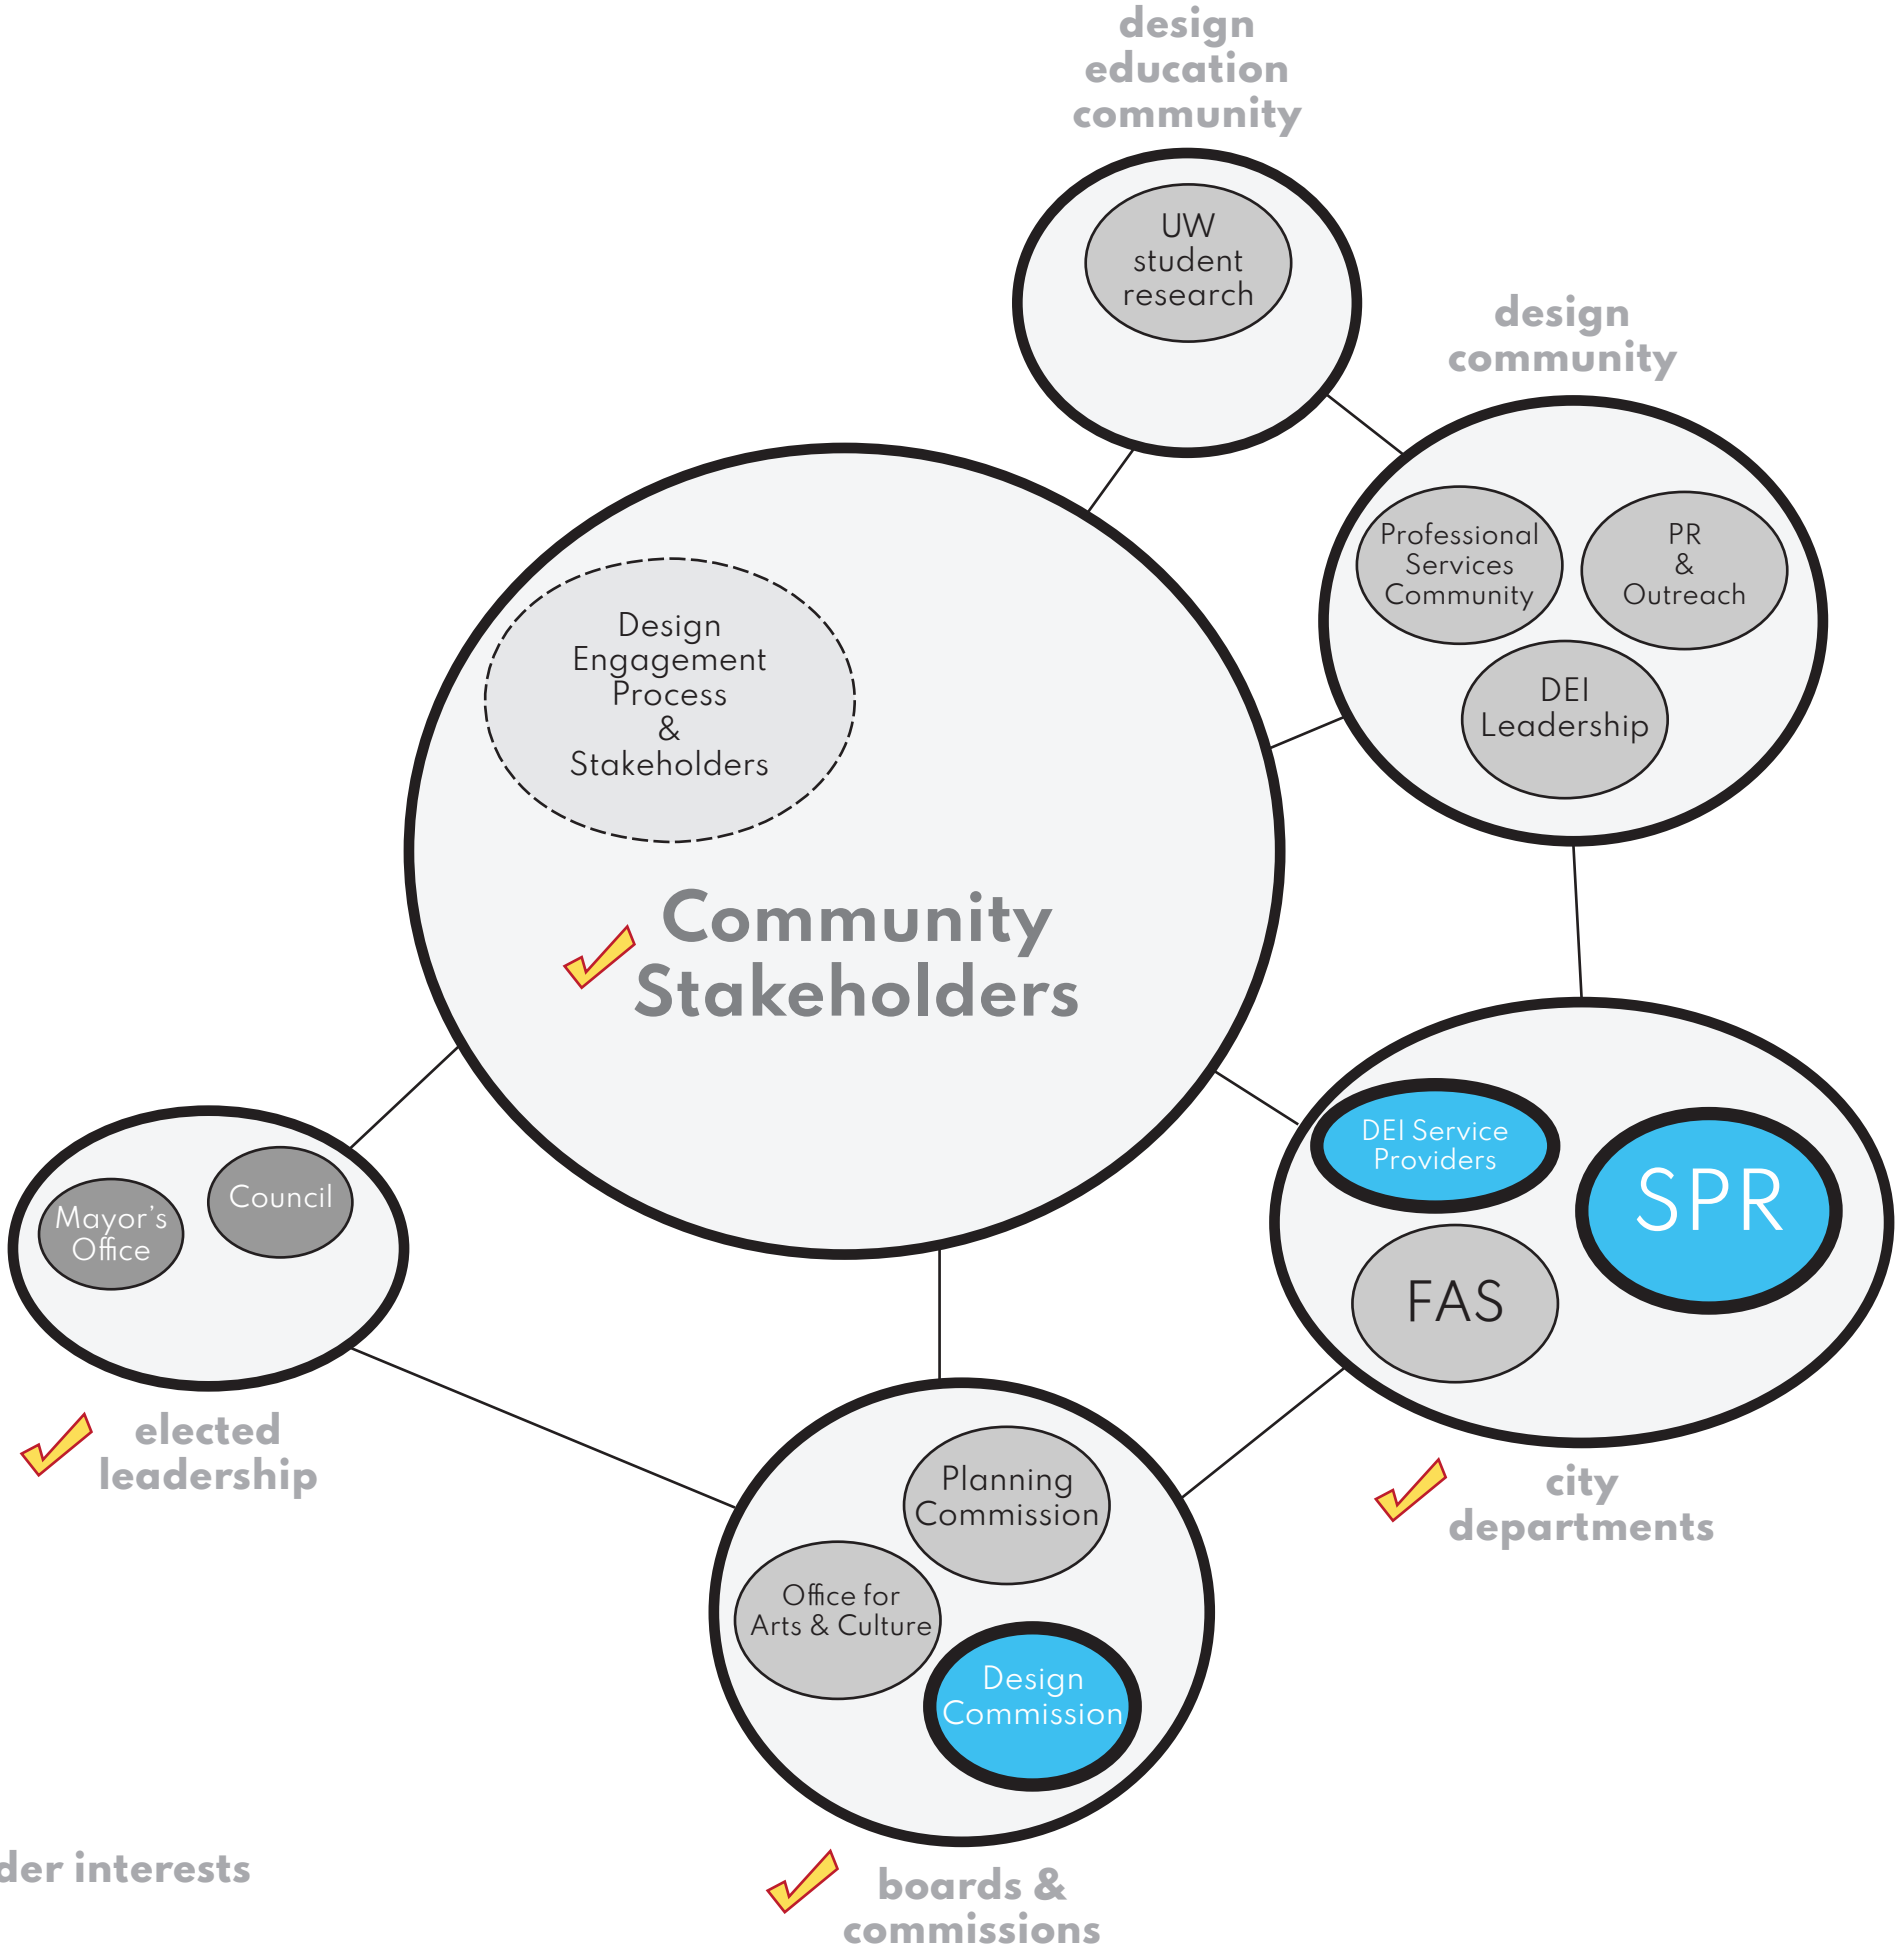 design
education
community
UW
student
research
design
community
Professional
Services
Community
PR
&
Outreach
DEI
Leadership
Design
Engagement
Process
&
Stakeholders
Community
Stakeholders
DEI Service
Providers
SPR
FAS
Council
Mayor's
Office
elected
leadership
city
departments
Planning
Commission
Office for
Arts & Culture
Design
Commission
interests
boards &
commissions